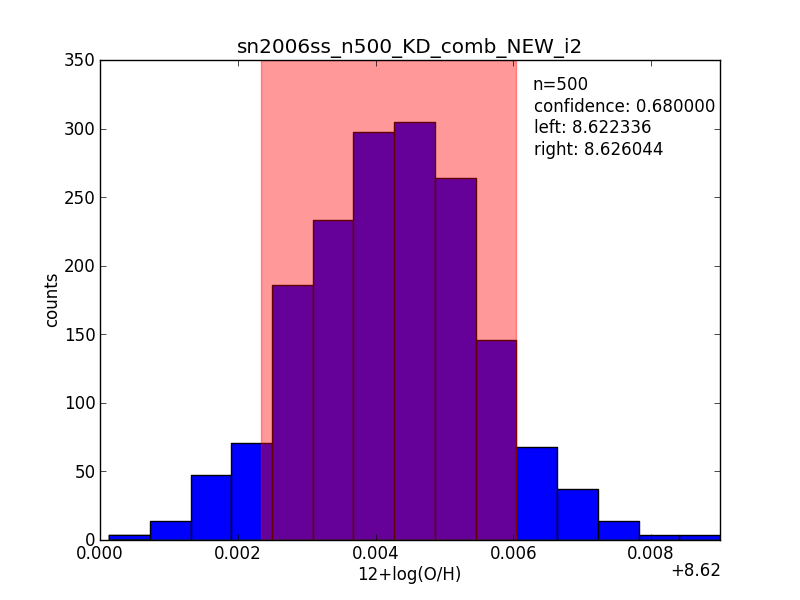 sn2006ss_n500_KD_comb_NEW_i2
350
300
250
200
150
100
50
0
counts
n=500
confidence: 0.680000
left: 8.622336
right: 8.626044
0.000 0.002 0.004 0.006 0.008
12+log(O/H)
+8.62